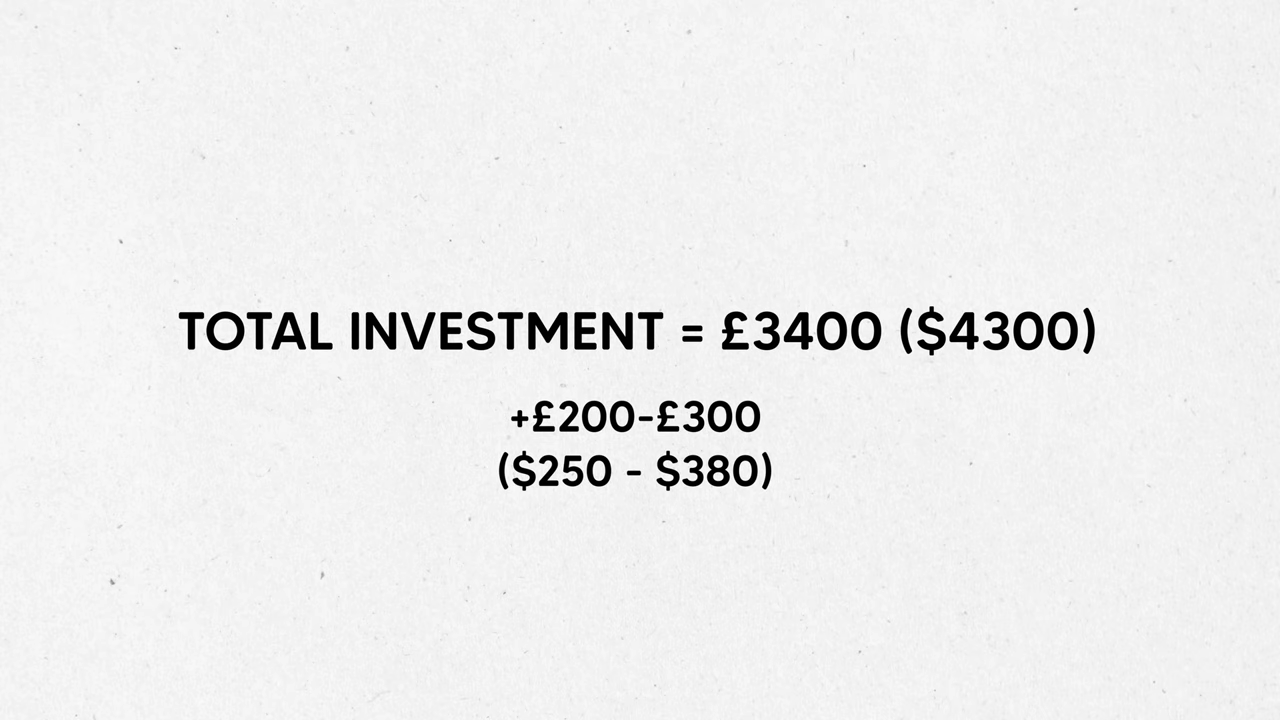 TOTAL INVESTMENT = £3400 ($4300)
+£200-£300
($250 - $380)